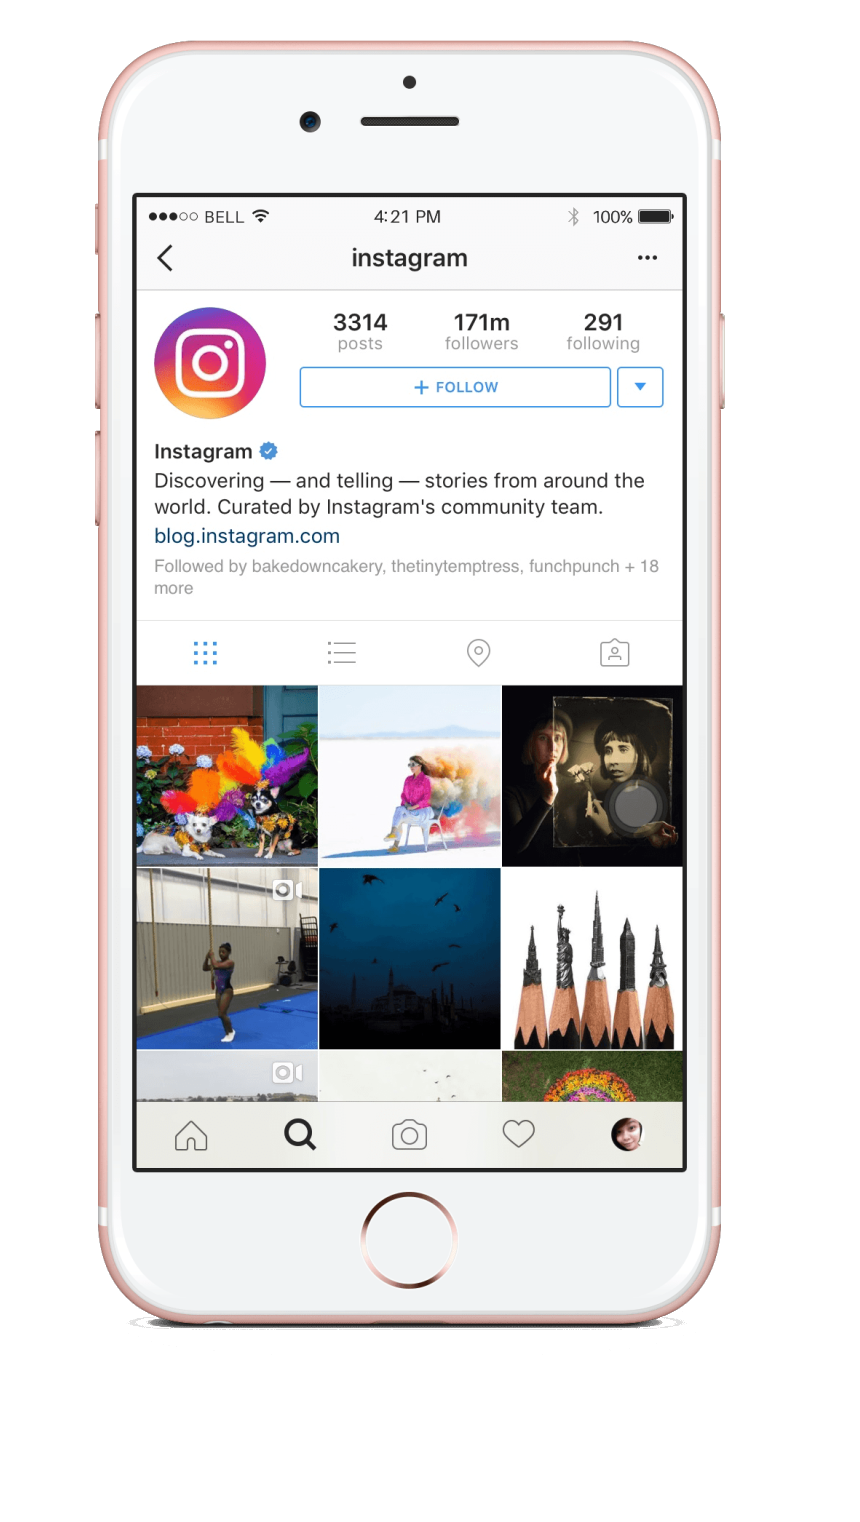 BELL 4:21 PM 100%
instagram
3314 171m 291
posts followers following
+ FOLLOW
Instagram
Discovering — and telling — stories from around the
world. Curated by Instagram's community team.
blog.instagram.com
Followed by bakedowncakery, thetinytemptress, funchpunch + 18
more